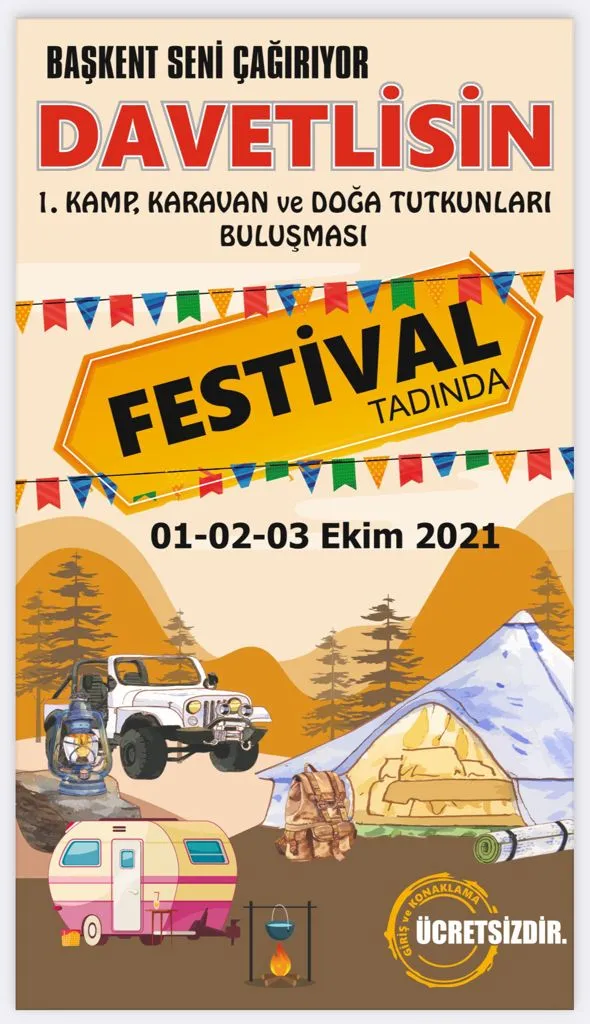 BAŞKENT SENİ ÇAĞIRIYOR
DAVETLİSİN
1. KAMP, KARAVAN ve DOĞA TUTKUNLARI
BULUŞMASI
FESTİVAL
TADINDA
01-02-03 Ekim 2021
GİRİŞ ve KONAKLAMA
ÜCRETSİZDİR.